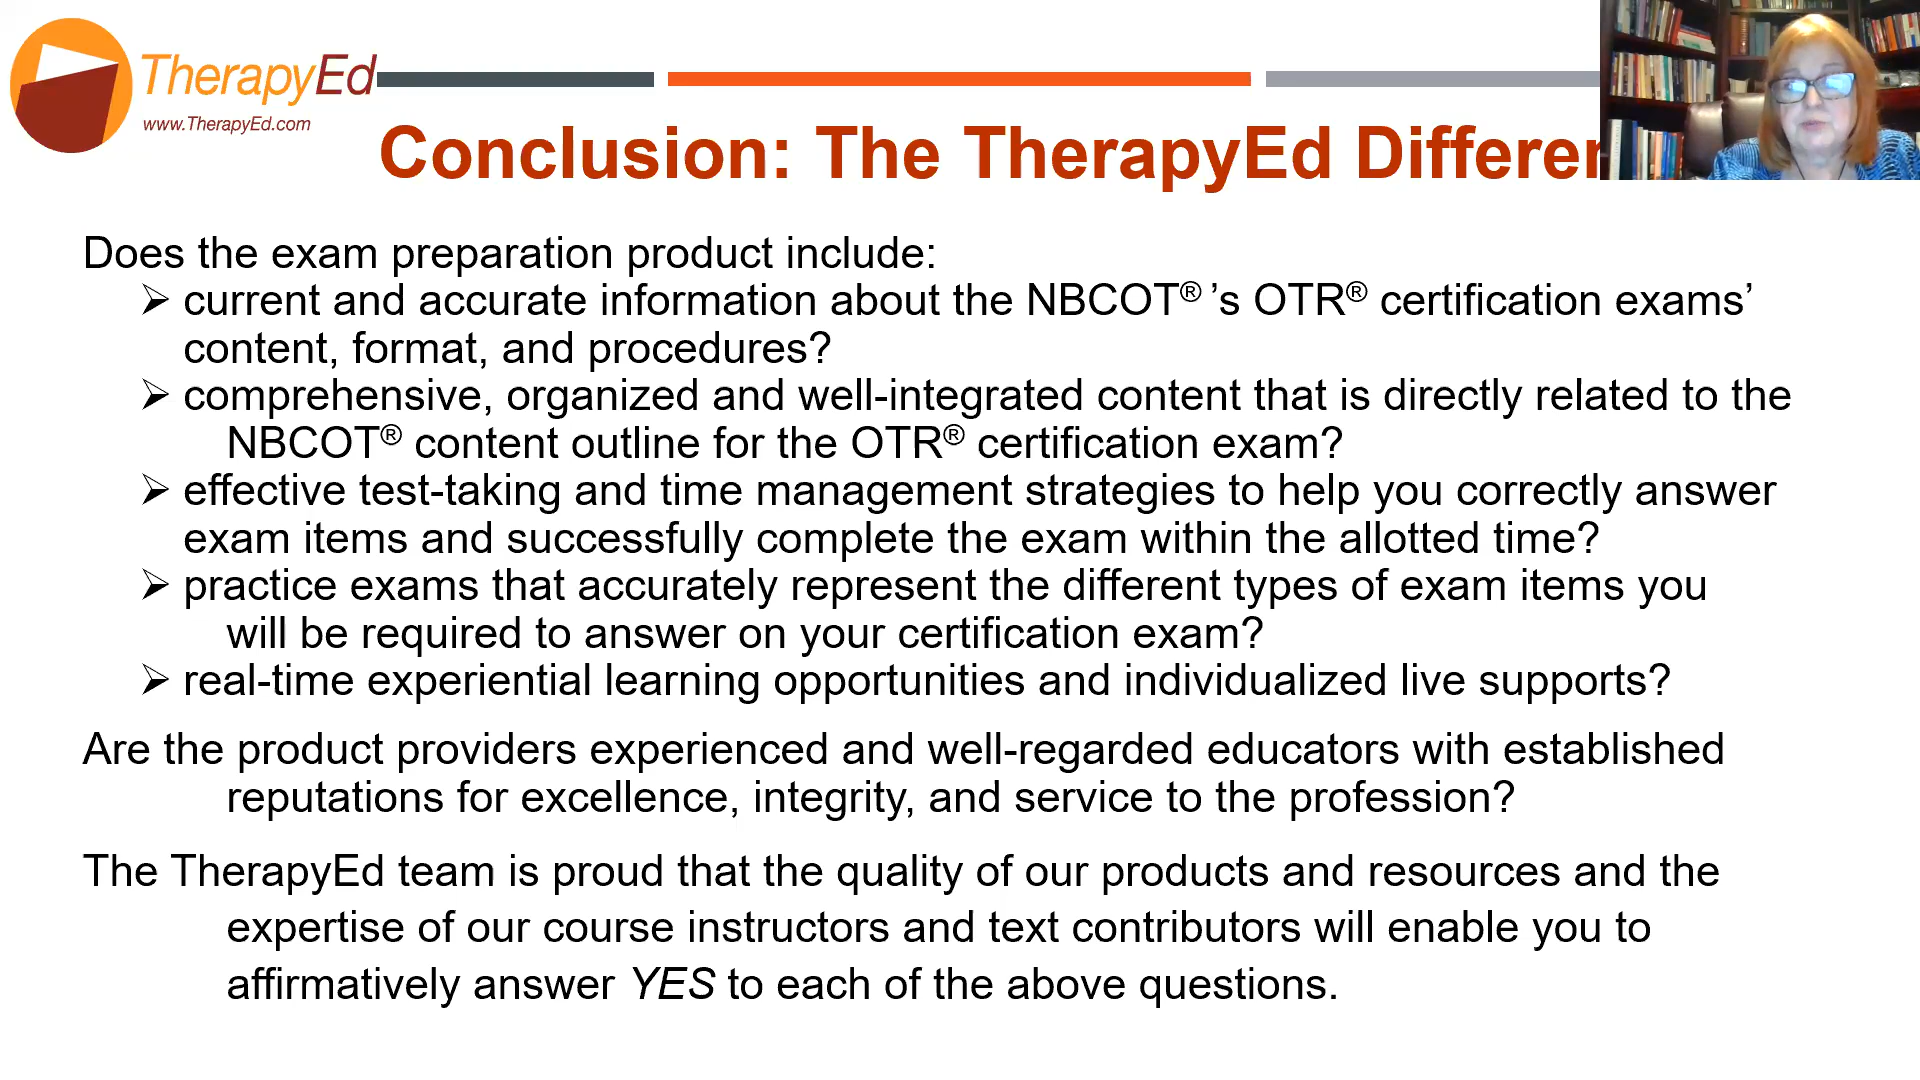 TherapyEd
www.TherapyEd.com
Conclusion: The TherapyEd Differen
Does the exam preparation product include:
➢ current and accurate information about the NBCOT® ’s OTR® certification exams’
content, format, and procedures?
➢ comprehensive, organized and well-integrated content that is directly related to the
NBCOT® content outline for the OTR® certification exam?
➢ effective test-taking and time management strategies to help you correctly answer
exam items and successfully complete the exam within the allotted time?
➢ practice exams that accurately represent the different types of exam items you
will be required to answer on your certification exam?
➢ real-time experiential learning opportunities and individualized live supports?
Are the product providers experienced and well-regarded educators with established
reputations for excellence, integrity, and service to the profession?
The TherapyEd team is proud that the quality of our products and resources and the
expertise of our course instructors and text contributors will enable you to
affirmatively answer YES to each of the above questions.